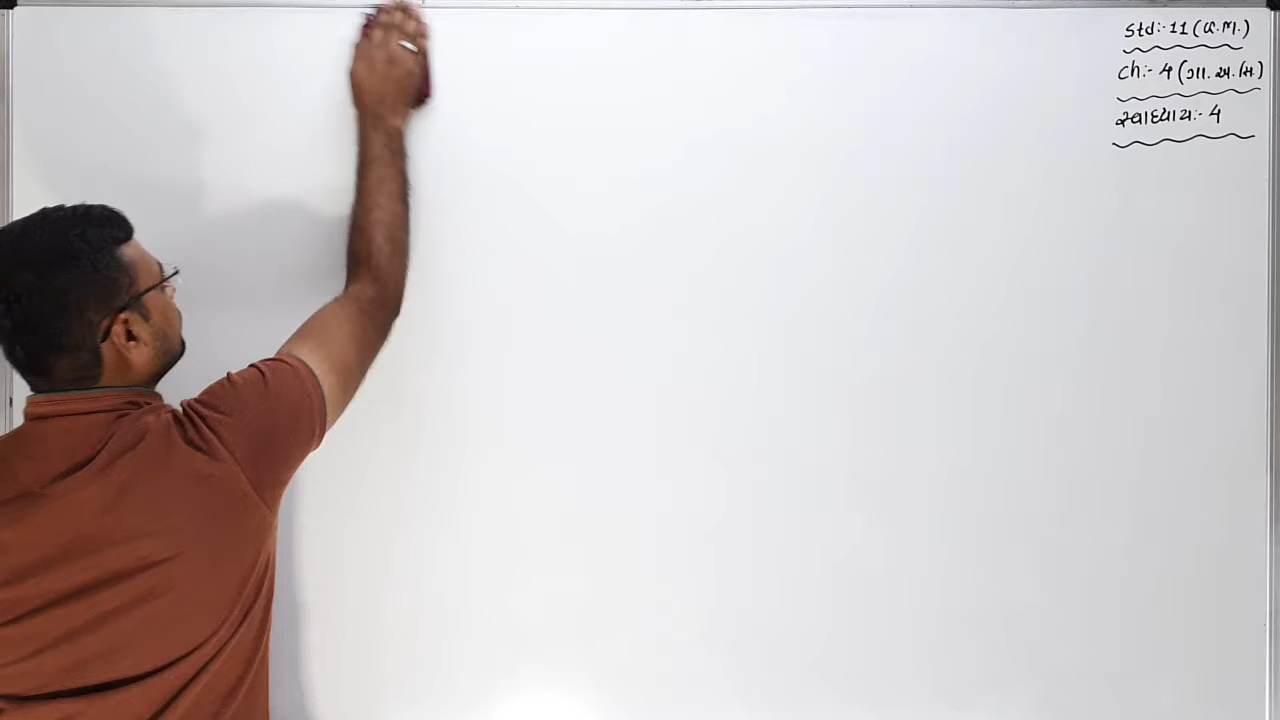 Std:- 11 (વ.મ.)
Ch:- 4 (ગા. અ. સિ.)
સ્વાધ્યાય:- 4